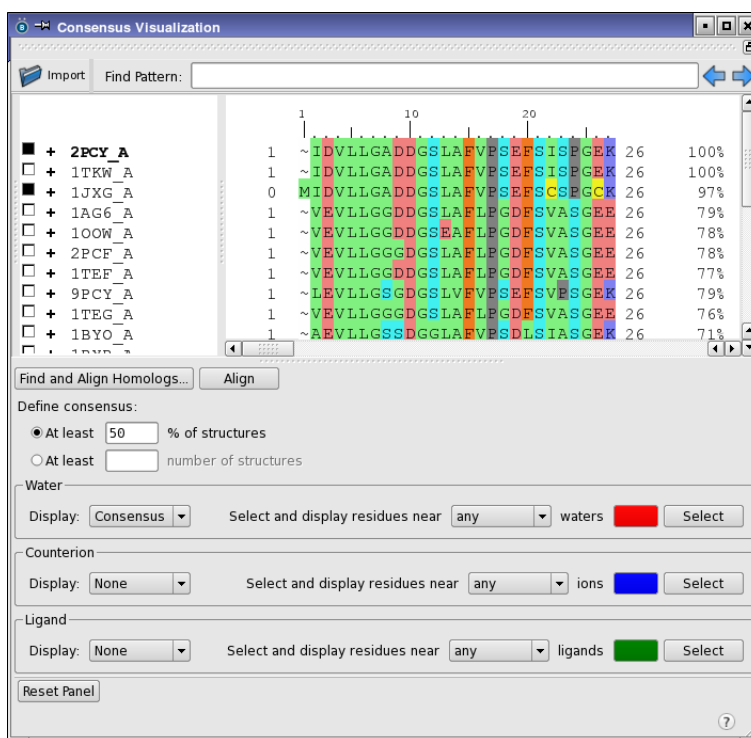 Consensus Visualization
Import Find Pattern:
1 10 20
2PCY_A 1 ~IDVLLGADDGSLAFVPSEFSISPGEK 26 100%
1TKW_A 1 ~IDVLLGADDGSLAFVPSEFSISPGEK 26 100%
1JXG_A 0 MIDVLLGADDGSLAFVPSEFSCSPGCK 26 97%
1AG6_A 1 ~VEVLLGGDDGSLAFLPGDFSVASGEE 26 79%
1OOW_A 1 ~VEVLLGGDDGSEAFLPGDFSVASGEE 26 78%
2PCF_A 1 ~VEVLLGGGDGSLAFLPGDFSVASGEE 26 78%
1TEF_A 1 ~VEVLLGGDDGSLAFLPGDFSVASGEE 26 77%
9PCY_A 1 ~LEVLLGSGDGSLVFVPSEFSVPSGEK 26 79%
1TEG_A 1 ~VEVLLGGGDGSLAFLPGDFSVASGEE 26 76%
1BYO_A 1 ~AEVLLGSSDGGLAFVPSDLSIASGEK 26 71%
Find and Align Homologs... Align
Define consensus:
At least 50 % of structures
At least number of structures
Water
Display: Consensus Select and display residues near any waters Select
Counterion
Display: None Select and display residues near any ions Select
Ligand
Display: None Select and display residues near any ligands Select
Reset Panel
?